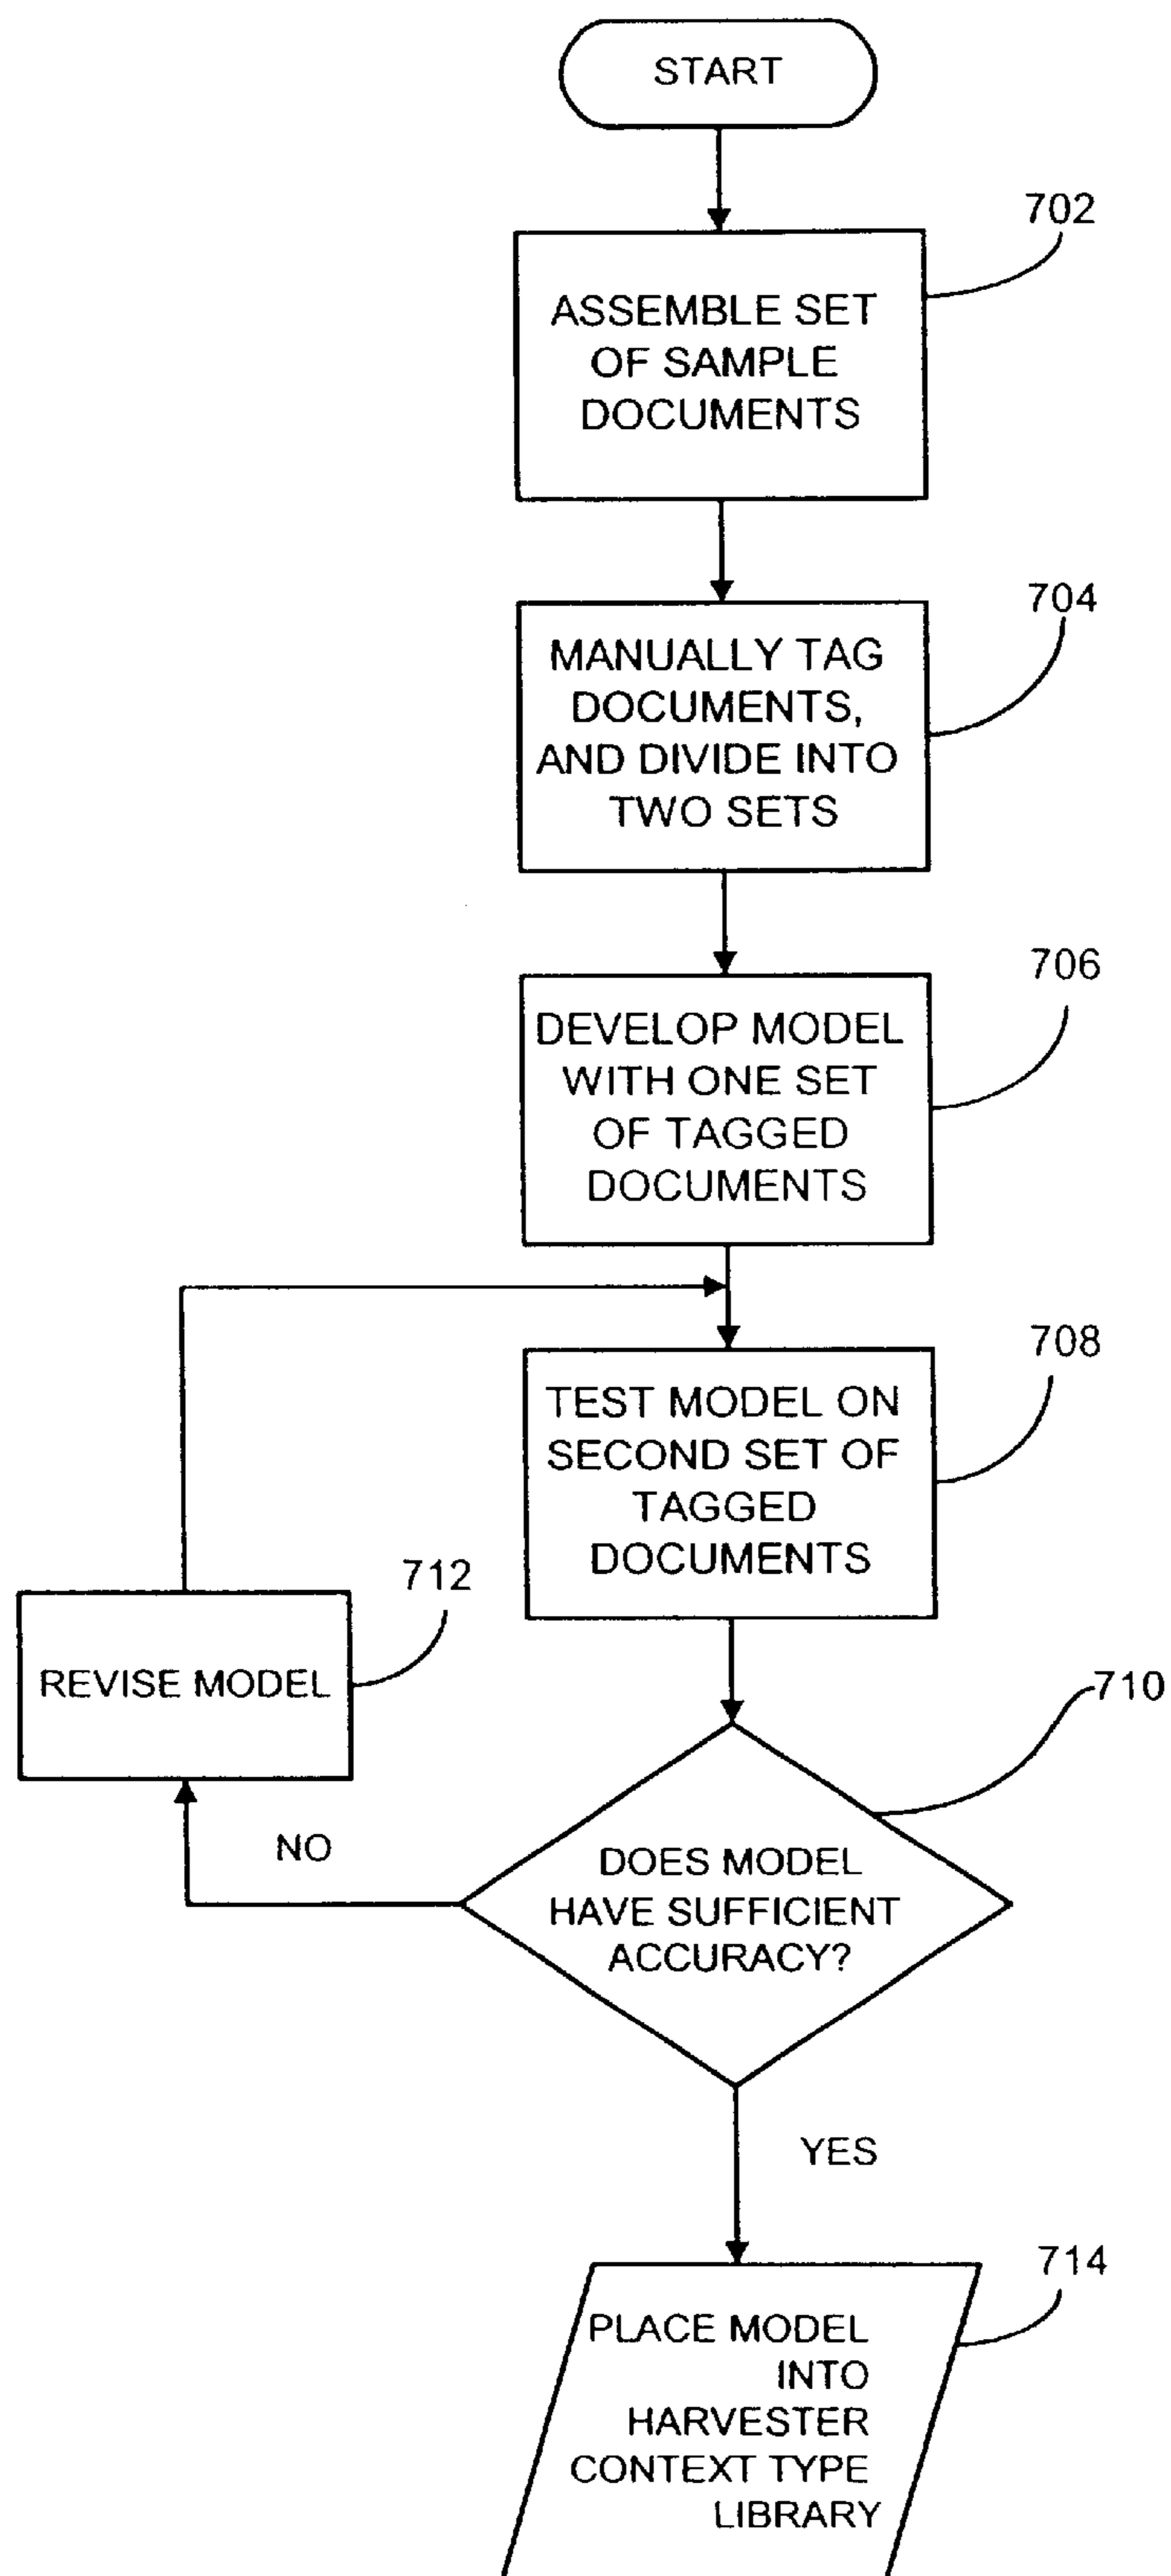 START
702
ASSEMBLE SET
OF SAMPLE
DOCUMENTS
704
MANUALLY TAG
DOCUMENTS,
AND DIVIDE INTO
TWO SETS
706
DEVELOP MODEL
WITH ONE SET
OF TAGGED
DOCUMENTS
708
TEST MODEL ON
SECOND SET OF
TAGGED
DOCUMENTS
712
REVISE MODEL
710
NO
DOES MODEL
HAVE SUFFICIENT
ACCURACY?
YES
714
PLACE MODEL
INTO
HARVESTER
CONTEXT TYPE
LIBRARY